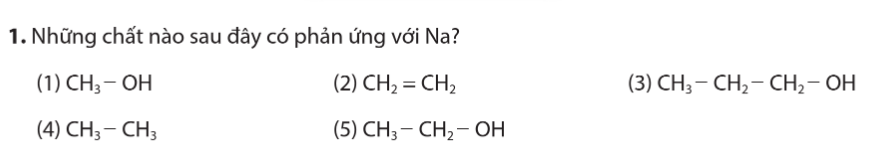 1. Những chất nào sau đây có phản ứng với Na?
(1) CH₃ − OH (2) CH₂ = CH₂ (3) CH₃ − CH₂ − CH₂ − OH
(4) CH₃ − CH₃ (5) CH₃ − CH₂ − OH